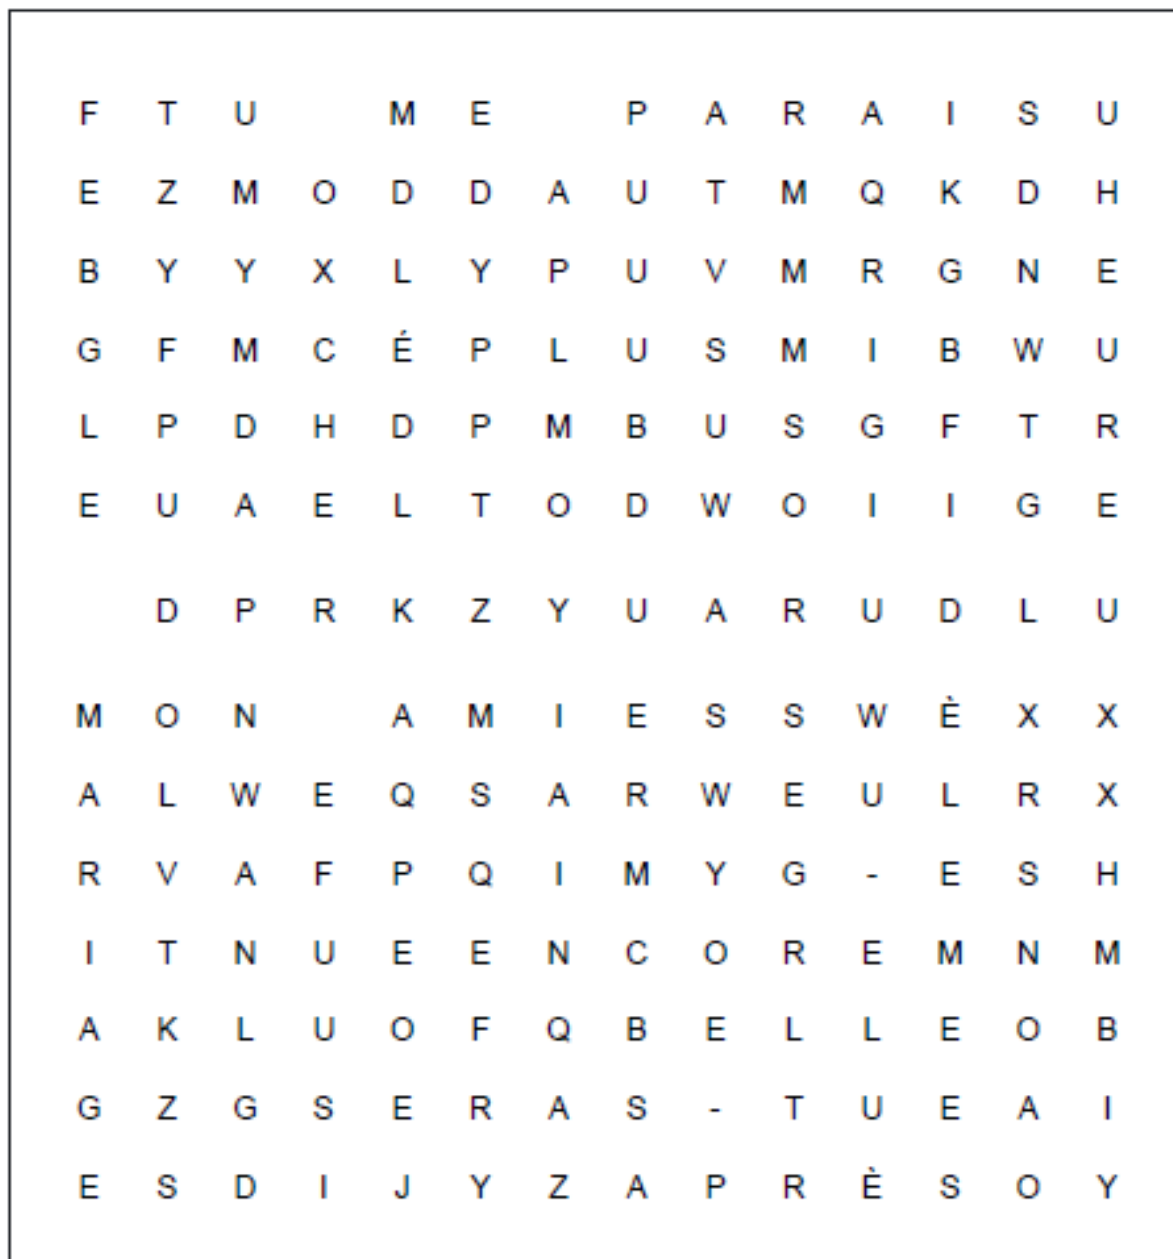 F T U   M E   P A R A I S U
E Z M O D D A U T M Q K D H
B Y Y X L Y P U V M R G N E
G F M C É P L U S M I B W U
L P D H D P M B U S G F T R
E U A E L T O D W O I I G E
  D P R K Z Y U A R U D L U
M O N   A M I E S S W È X X
A L W E Q S A R W E U L R X
R V A F P Q I M Y G - E S H
I T N U E E N C O R E M N M
A K L U O F Q B E L L E O B
G Z G S E R A S - T U E A I
E S D I J Y Z A P R È S O Y